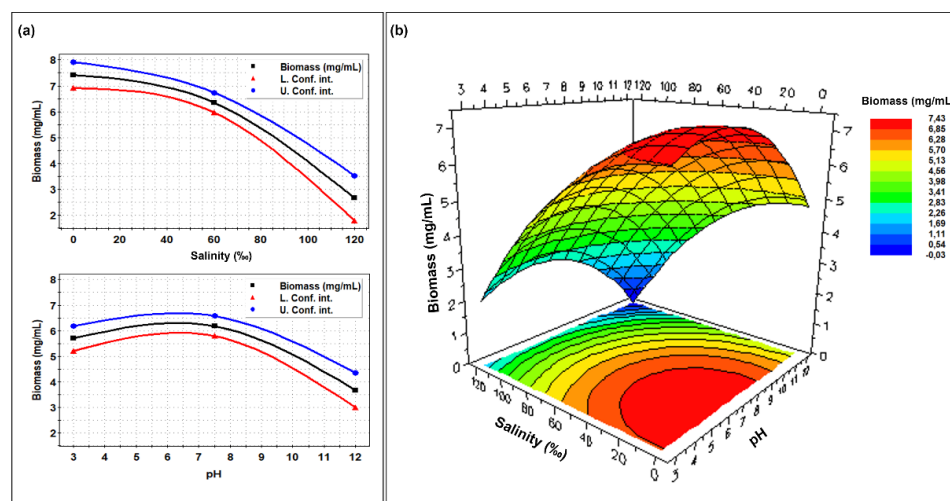 (a)
8
7
6
5
4
3
2
Biomass (mg/mL)
Biomass (mg/mL)
L. Conf. int.
U. Conf. int.
0 20 40 60 80 100 120
Salinity (‰)
8
7
6
5
4
3
2
Biomass (mg/mL)
Biomass (mg/mL)
L. Conf. int.
U. Conf. int.
3 4 5 6 7 8 9 10 11 12
pH
(b)
3 4 5 6 7 8 9 10 11 12 120 100 80 60 40 20 0
7
6
5
4
3
2
1
0
Biomass (mg/mL)
7
6
5
4
3
2
1
0
120 100 80 60 40 20 0
Salinity (‰)
3 4 5 6 7 8 9 10 11 12
pH
Biomass (mg/mL
7,43
6,85
6,28
5,70
5,13
4,56
3,98
3,41
2,83
2,26
1,69
1,11
0,54
-0,03